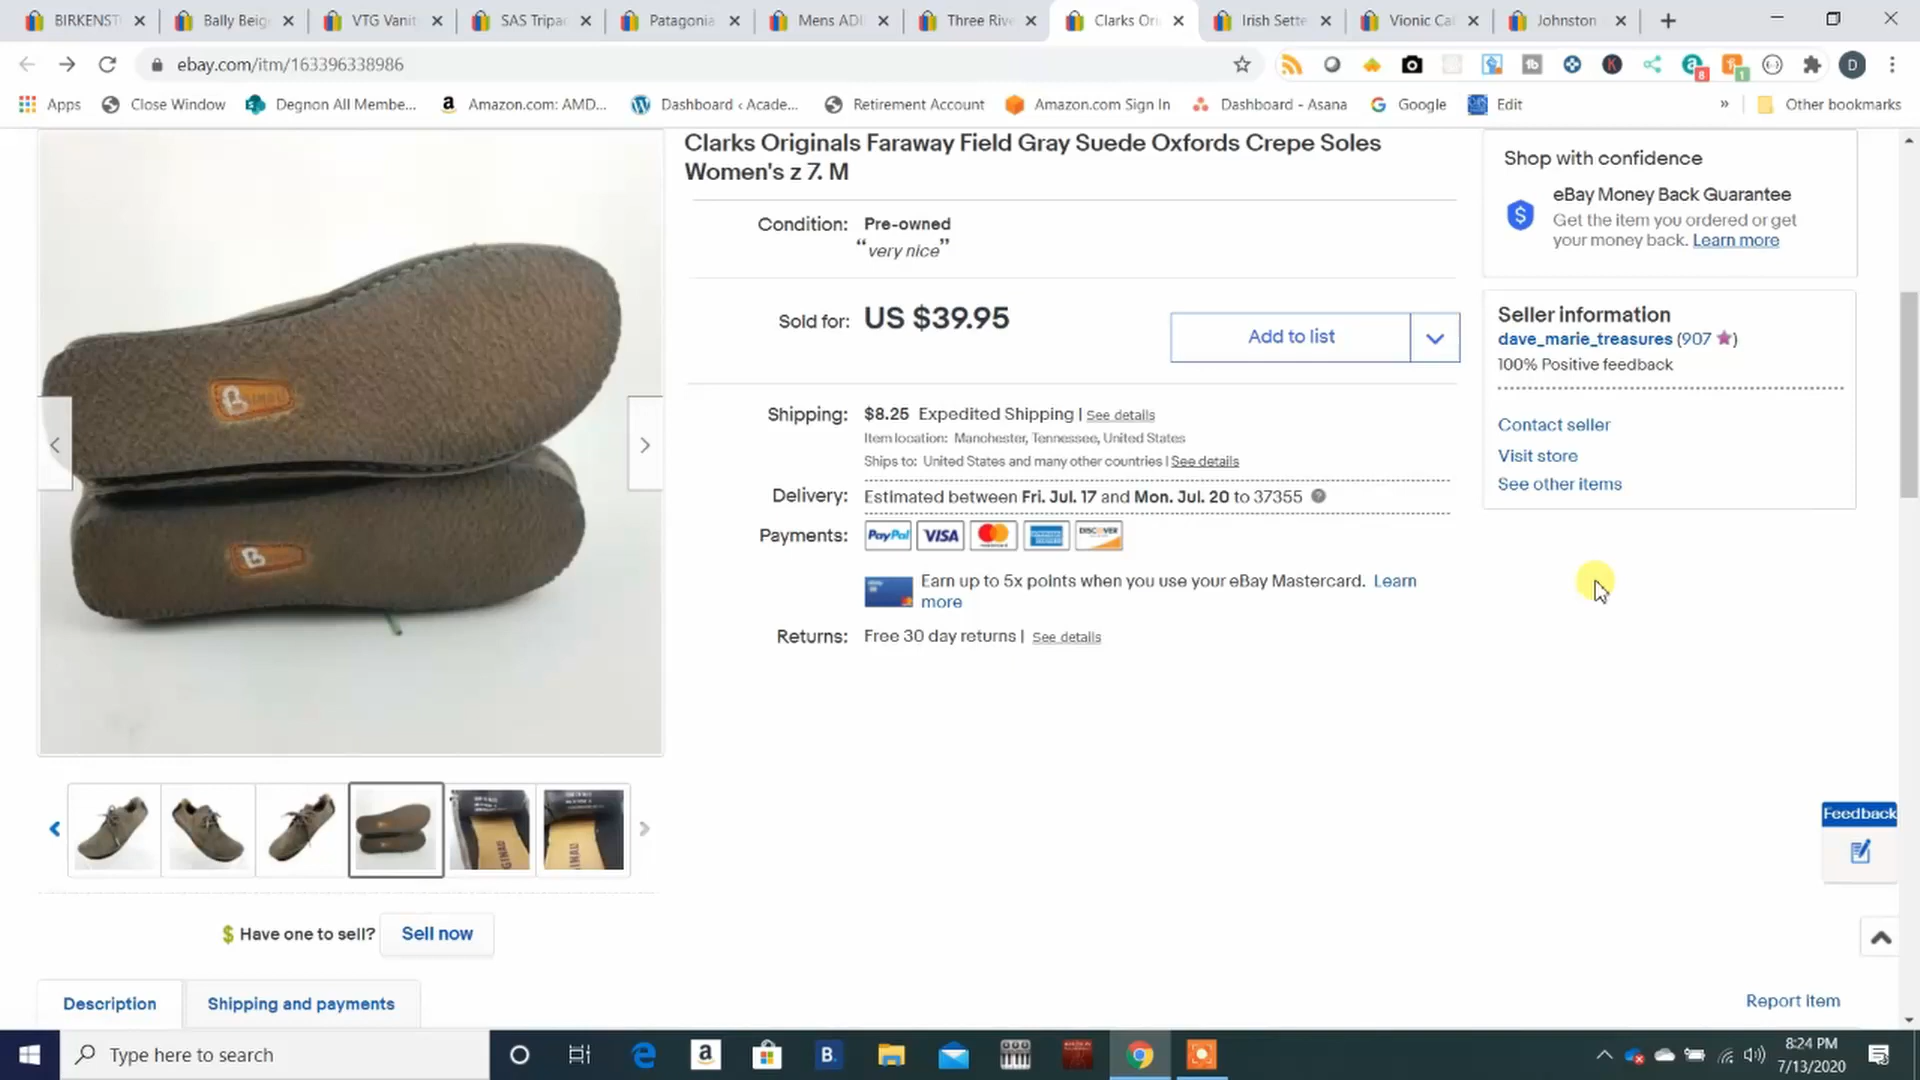 BIRKENST
Bally Beig
VTG Vanit
SAS Tripa
Patagonia
Mens ADI
Three Riv
Clarks Ori
Irish Sette
Vionic Ca
Johnston
ebay.com/itm/163396338986
8
1
D
Apps
Close Window
Degnon All Membe...
Amazon.com: AMD...
Dashboard ‹ Acade...
Retirement Account
Amazon.com Sign In
Dashboard - Asana
Google
Edit
»
Other bookmarks
Clarks Originals Faraway Field Gray Suede Oxfords Crepe Soles
Women's z 7. M
Condition: Pre-owned
“very nice”
Sold for: US $39.95
Add to list
Shipping: $8.25 Expedited Shipping | See details
Item location: Manchester, Tennessee, United States
Ships to: United States and many other countries | See details
Delivery: Estimated between Fri. Jul. 17 and Mon. Jul. 20 to 37355
Payments: PayPal VISA DISCOVER
Earn up to 5x points when you use your eBay Mastercard. Learn
more
Returns: Free 30 day returns | See details
Shop with confidence
eBay Money Back Guarantee
Get the item you ordered or get
your money back. Learn more
Seller information
dave_marie_treasures (907 ★)
100% Positive feedback
Contact seller
Visit store
See other items
Feedback
$ Have one to sell? Sell now
Description
Shipping and payments
Report item
Type here to search
a
B.
8:24 PM
7/13/2020